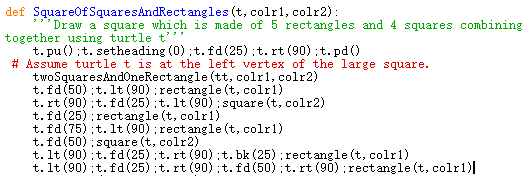 def SquareOfSquaresAndRectangles(t,colr1,colr2):
'''Draw a square which is made of 5 rectangles and 4 squares combining
together using turtle t'''
t.pu();t.setheading(0);t.fd(25);t.rt(90);t.pd()
# Assume turtle t is at the left vertex of the large square.
twoSquaresAndOneRectangle(tt,colr1,colr2)
t.fd(50);t.lt(90);rectangle(t,colr1)
t.rt(90);t.fd(25);t.lt(90);square(t,colr2)
t.fd(25);rectangle(t,colr1)
t.fd(75);t.lt(90);rectangle(t,colr1)
t.fd(50);square(t,colr2)
t.lt(90);t.fd(25);t.rt(90);t.bk(25);rectangle(t,colr1)
t.lt(90);t.fd(25);t.rt(90);t.fd(50);t.rt(90);rectangle(t,colr1)